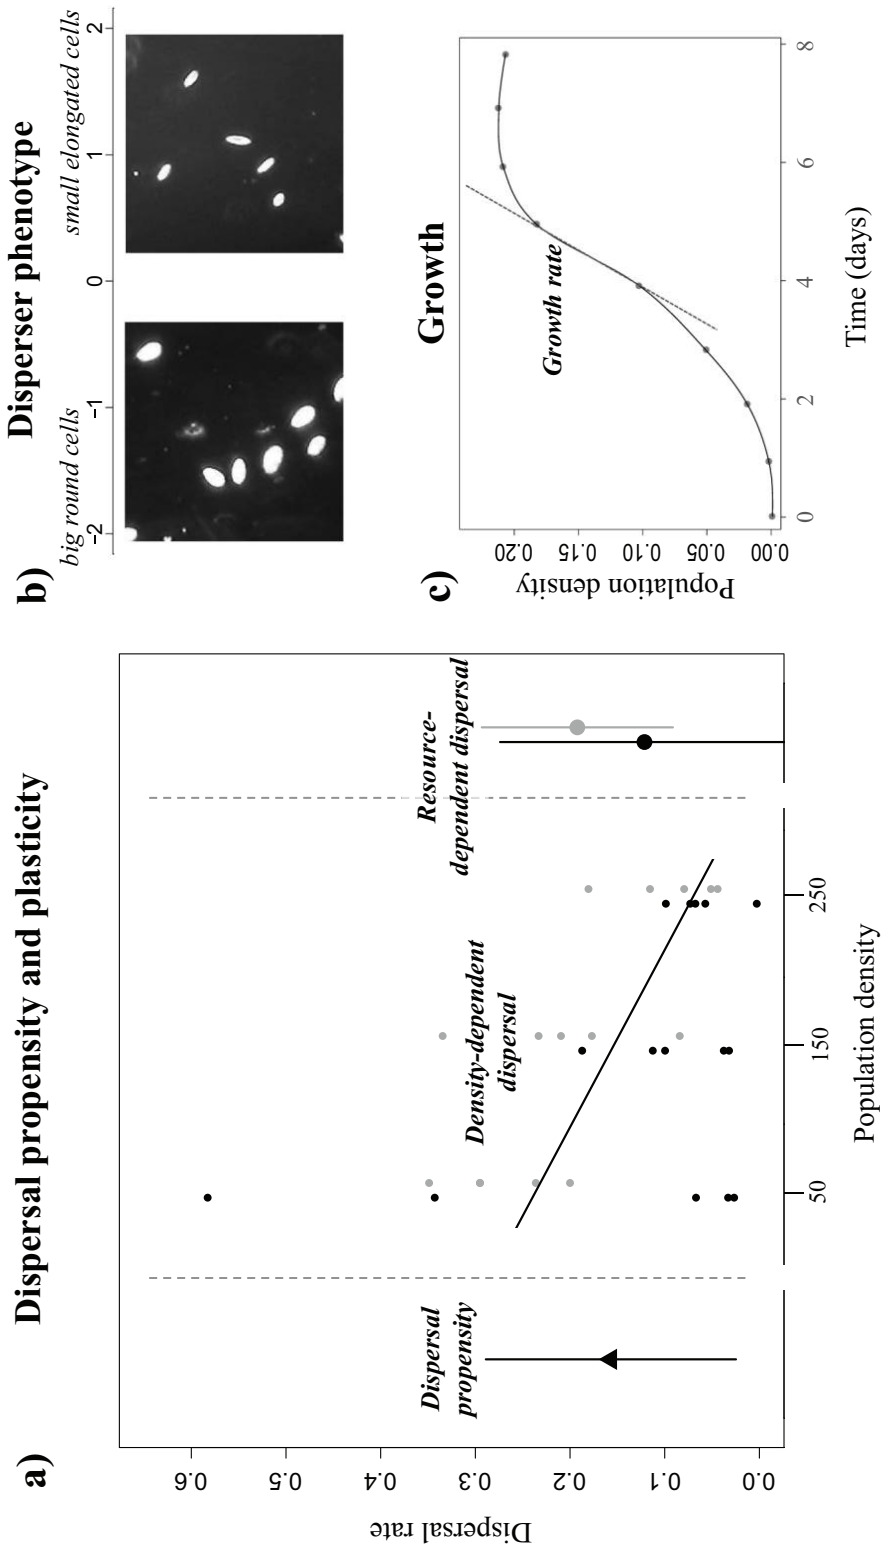 a)
Dispersal propensity and plasticity
Dispersal rate
0.6
0.5
0.4
0.3
0.2
0.1
0.0
Dispersal
propensity
Density-dependent
dispersal
Resource-
dependent dispersal
50
150
250
Population density
b)
Disperser phenotype
big round cells
small elongated cells
-2
-1
0
1
2
c)
Growth
Population density
0.20
0.15
0.10
0.05
0.00
Growth rate
0
2
4
6
8
Time (days)